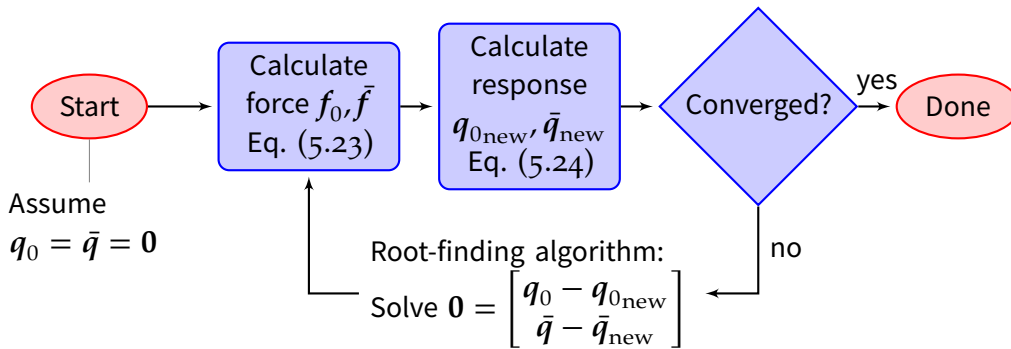 Start
Assume
𝒒₀ = 𝒒̄ = 𝟎
Calculate
force 𝒇₀, 𝒇̄
Eq. (5.23)
Calculate
response
𝒒₀new, 𝒒̄new
Eq. (5.24)
Converged?
yes
Done
no
Root-finding algorithm:
Solve 𝟎 = [𝒒₀ − 𝒒₀new
𝒒̄ − 𝒒̄new]